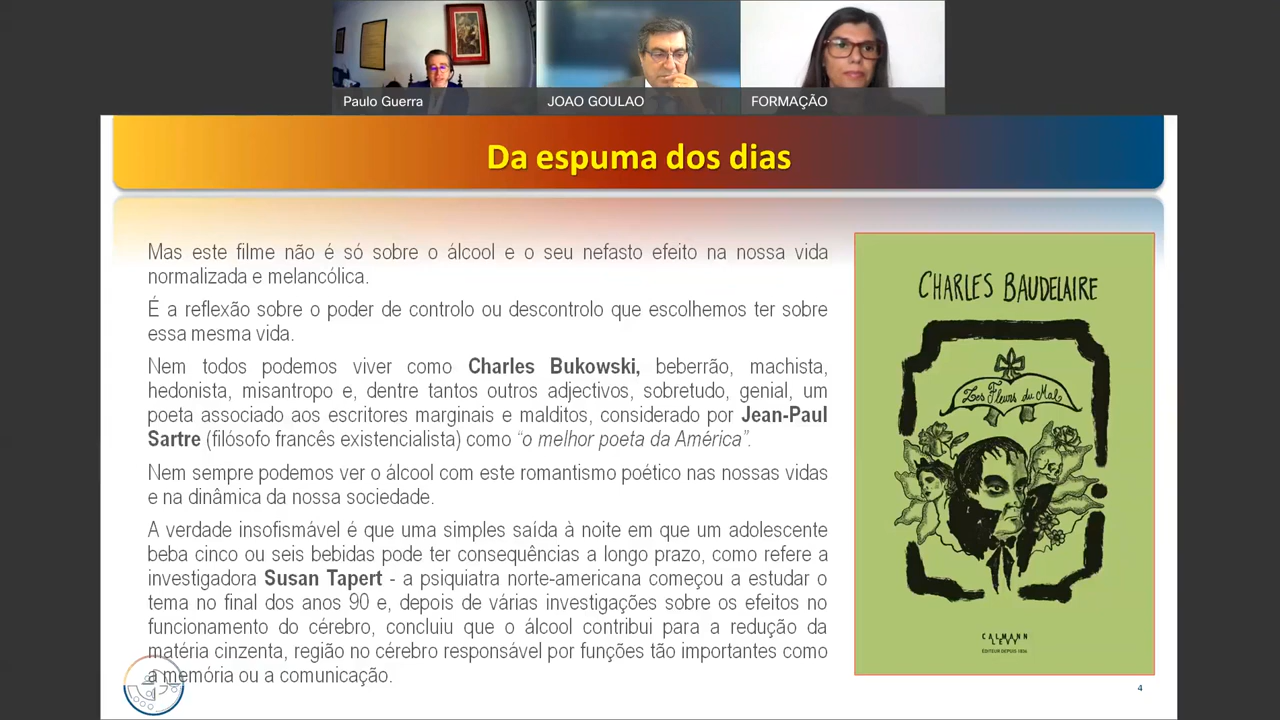 Paulo Guerra
JOAO GOULAO
FORMAÇÃO
Da espuma dos dias
Mas este filme não é só sobre o álcool e o seu nefasto efeito na nossa vida
normalizada e melancólica.
É a reflexão sobre o poder de controlo ou descontrolo que escolhemos ter sobre
essa mesma vida.
Nem todos podemos viver como Charles Bukowski, beberrão, machista,
hedonista, misantropo e, dentre tantos outros adjectivos, sobretudo, genial, um
poeta associado aos escritores marginais e malditos, considerado por Jean-Paul
Sartre (filósofo francês existencialista) como “o melhor poeta da América”.
Nem sempre podemos ver o álcool com este romantismo poético nas nossas vidas
e na dinâmica da nossa sociedade.
A verdade insofismável é que uma simples saída à noite em que um adolescente
beba cinco ou seis bebidas pode ter consequências a longo prazo, como refere a
investigadora Susan Tapert - a psiquiatra norte-americana começou a estudar o
tema no final dos anos 90 e, depois de várias investigações sobre os efeitos no
funcionamento do cérebro, concluiu que o álcool contribui para a redução da
matéria cinzenta, região no cérebro responsável por funções tão importantes como
a memória ou a comunicação.
CHARLES BAUDELAIRE
Les Fleurs du Mal
CALMANN
LÉVY
ÉDITEUR DEPUIS 1836
4